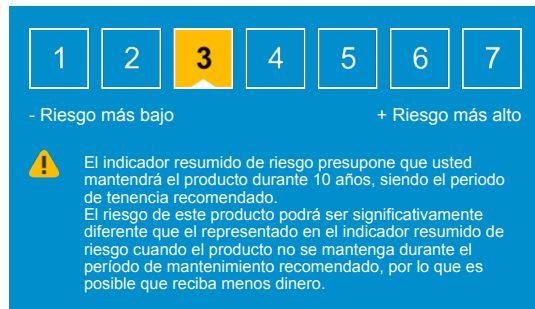 1 2 3 4 5 6 7
- Riesgo más bajo + Riesgo más alto
El indicador resumido de riesgo presupone que usted
mantendrá el producto durante 10 años, siendo el periodo
de tenencia recomendado.
El riesgo de este producto podrá ser significativamente
diferente que el representado en el indicador resumido de
riesgo cuando el producto no se mantenga durante el
período de mantenimiento recomendado, por lo que es
posible que reciba menos dinero.